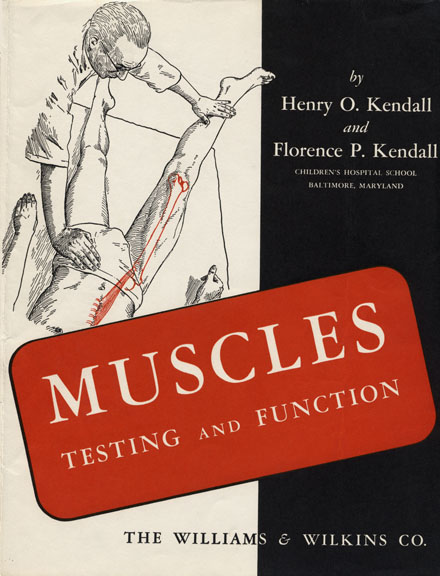 by
Henry O. Kendall
and
Florence P. Kendall
CHILDREN'S HOSPITAL SCHOOL
BALTIMORE, MARYLAND
MUSCLES
TESTING AND FUNCTION
THE WILLIAMS & WILKINS CO.